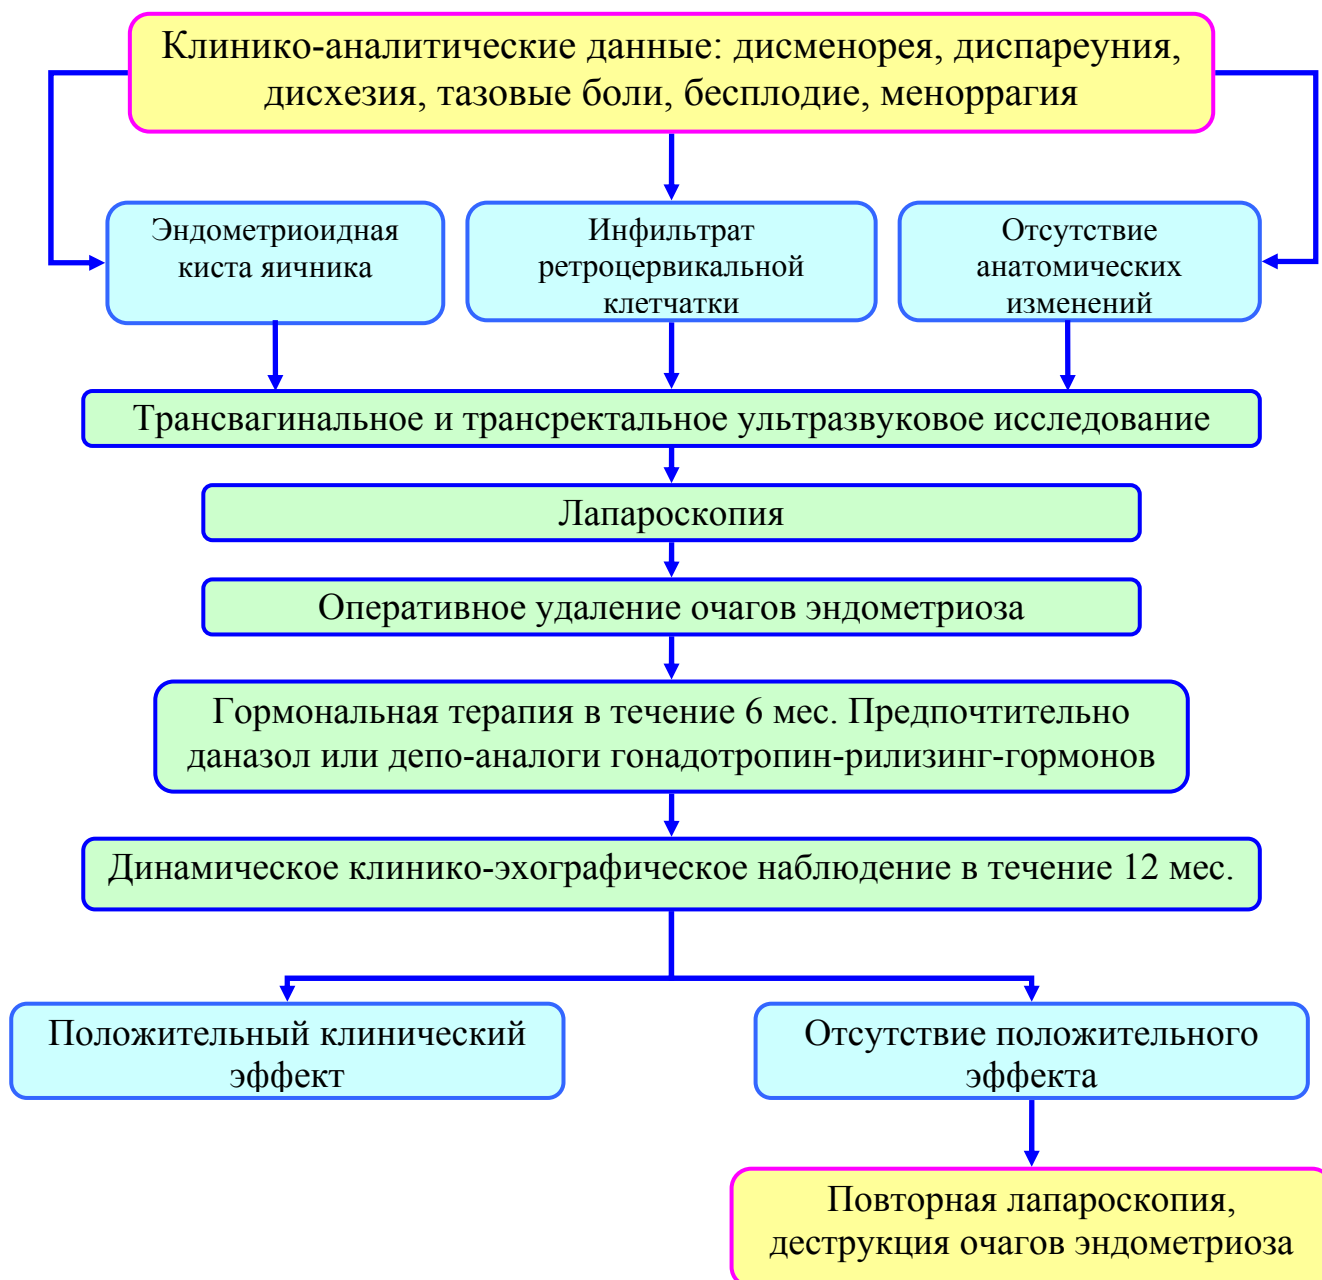 Клинико-аналитические данные: дисменорея, диспареуния,
дисхезия, тазовые боли, бесплодие, меноррагия
Эндометриоидная
киста яичника
Инфильтрат
ретроцервикальной
клетчатки
Отсутствие
анатомических
изменений
Трансвагинальное и трансректальное ультразвуковое исследование
Лапароскопия
Оперативное удаление очагов эндометриоза
Гормональная терапия в течение 6 мес. Предпочтительно
даназол или депо-аналоги гонадотропин-рилизинг-гормонов
Динамическое клинико-эхографическое наблюдение в течение 12 мес.
Положительный клинический
эффект
Отсутствие положительного
эффекта
Повторная лапароскопия,
деструкция очагов эндометриоза